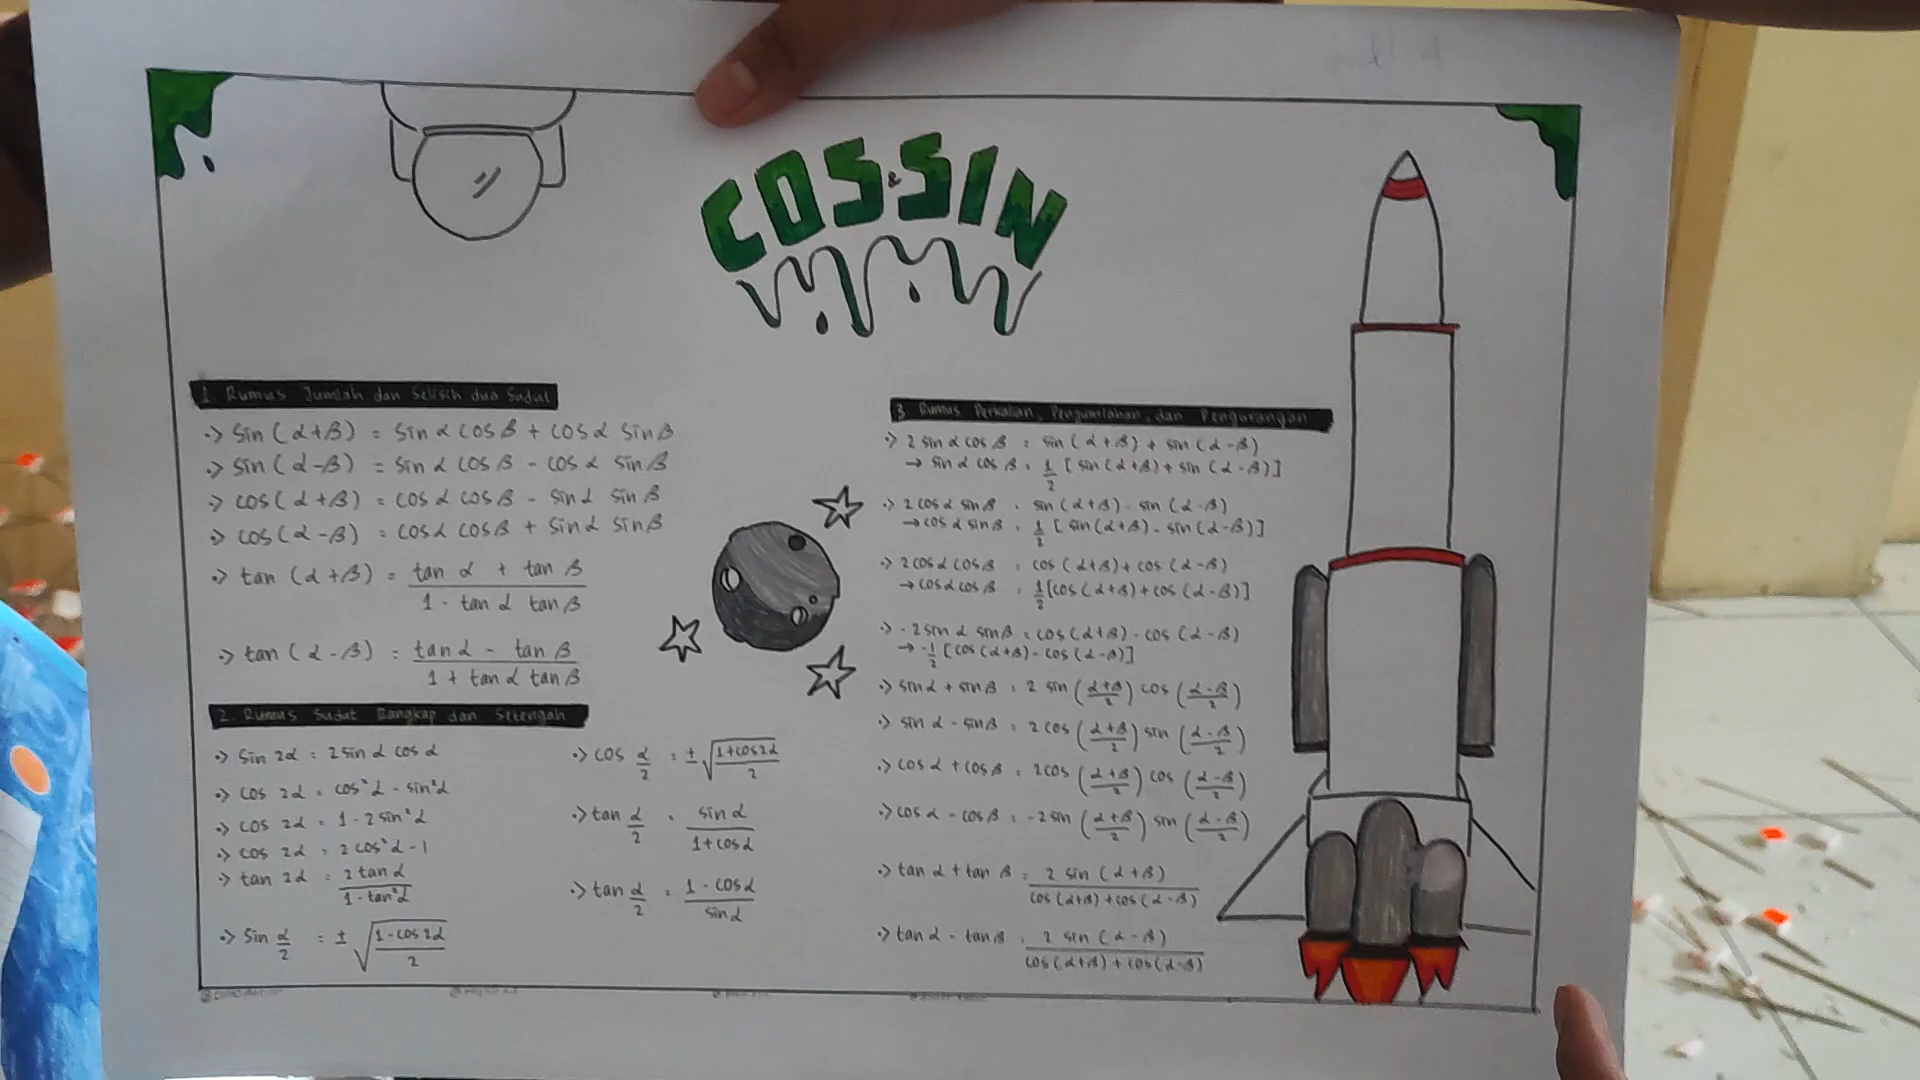 COS & SIN
1. Rumus Jumlah dan Selisih dua Sudut
•> Sin (α+β) = Sin α cos β + cos α sin β
•> Sin (α-β) = Sin α cos β - cos α sin β
•> cos (α+β) = cos α cos β - sin α sin β
•> cos (α-β) = cos α cos β + sin α sin β
•> tan (α+β) = tan α + tan β / 1 - tan α tan β
•> tan (α-β) = tan α - tan β / 1 + tan α tan β
2. Rumus Sudut Rangkap dan Setengah
•> Sin 2α = 2 sin α cos α
•> cos 2α = cos²α - sin²α
•> cos 2α = 1 - 2 sin²α
•> cos 2α = 2 cos²α - 1
•> tan 2α = 2 tan α / 1 - tan²α
•> Sin α/2 = ± √(1 - cos 2α / 2)
•> cos α/2 = ± √(1 + cos 2α / 2)
•> tan α/2 = sin α / 1 + cos α
•> tan α/2 = 1 - cos α / sin α
3. Rumus Perkalian, Pengumlahan, dan Pengurangan
•> 2 sin α cos β = sin (α+β) + sin (α-β)
→ sin α cos β = 1/2 [sin (α+β) + sin (α-β)]
•> 2 cos α sin β = sin (α+β) - sin (α-β)
→ cos α sin β = 1/2 [sin (α+β) - sin (α-β)]
•> 2 cos α cos β = cos (α+β) + cos (α-β)
→ cos α cos β = 1/2 [cos (α+β) + cos (α-β)]
•> -2 sin α sin β = cos (α+β) - cos (α-β)
→ -1/2 [cos (α+β) - cos (α-β)]
•> sin α + sin β = 2 sin (α+β/2) cos (α-β/2)
•> sin α - sin β = 2 cos (α+β/2) sin (α-β/2)
•> cos α + cos β = 2 cos (α+β/2) cos (α-β/2)
•> cos α - cos β = -2 sin (α+β/2) sin (α-β/2)
•> tan α + tan β = 2 sin (α+β) / cos (α+β) + cos (α-β)
•> tan α - tan β = 2 sin (α-β) / cos (α+β) + cos (α-β)